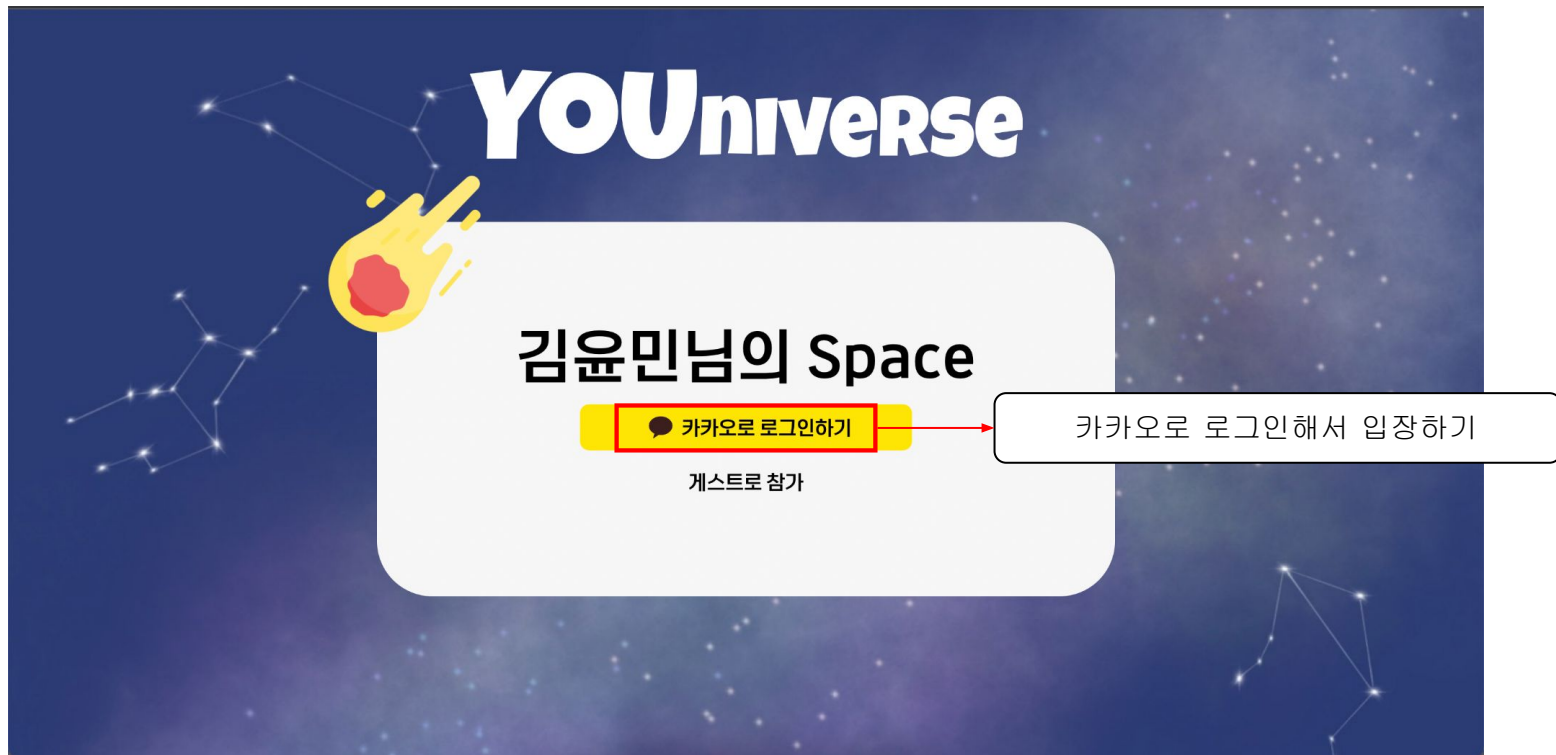 YOUniverse
김윤민님의 Space
카카오로 로그인하기
카카오로 로그인해서 입장하기
게스트로 참가